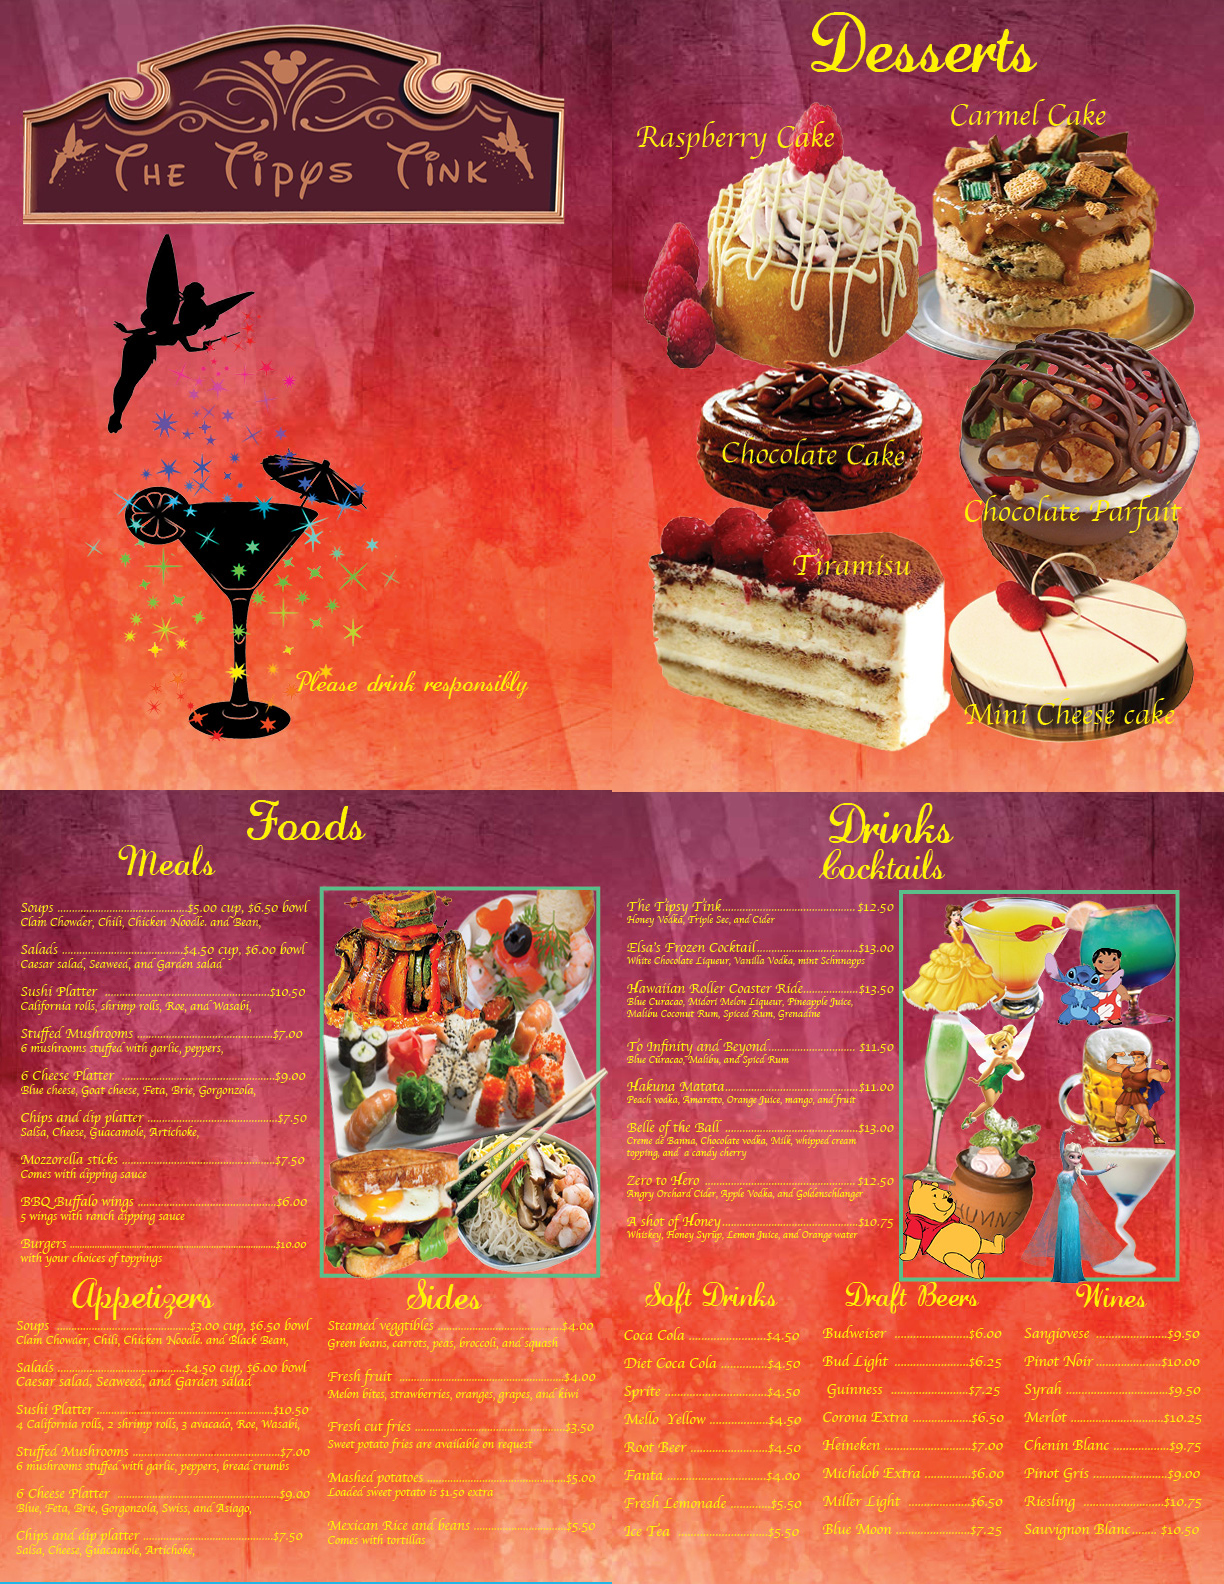 THE TIPYS TINK
Please drink responsibly
Desserts
Raspberry Cake
Carmel Cake
Chocolate Cake
Chocolate Parfait
Tiramisu
Mini Cheese cake
Foods
Meals
Soups ............................................$5.00 cup, $6.50 bowl
Clam Chowder, Chili, Chicken Noodle. and Bean,
Salads ..........................................$4.50 cup, $6.00 bowl
Caesar salad, Seaweed, and Garden salad
Sushi Platter ........................................................$10.50
California rolls, shrimp rolls, Roe, and Wasabi,
Stuffed Mushrooms ..............................................$7.00
6 mushrooms stuffed with garlic, peppers,
6 Cheese Platter ....................................................$9.00
Blue cheese, Goat cheese, Feta, Brie, Gorgonzola,
Chips and dip platter .............................................$7.50
Salsa, Cheese, Guacamole, Artichoke,
Mozzorella sticks ....................................................$7.50
Comes with dipping sauce
BBQ Buffalo wings ................................................$6.00
5 wings with ranch dipping sauce
Burgers ......................................................................$10.00
with your choices of toppings
Appetizers
Soups .............................................$3.00 cup, $6.50 bowl
Clam Chowder, Chili, Chicken Noodle. and Black Bean,
Salads ...........................................$4.50 cup, $6.00 bowl
Caesar salad, Seaweed, and Garden salad
Sushi Platter ............................................................$10.50
4 California rolls, 2 shrimp rolls, 3 avacado, Roe, Wasabi,
Stuffed Mushrooms ..................................................$7.00
6 mushrooms stuffed with garlic, peppers, bread crumbs
6 Cheese Platter .......................................................$9.00
Blue, Feta, Brie, Gorgonzola, Swiss, and Asiago,
Chips and dip platter ............................................$7.50
Salsa, Cheese, Guacamole, Artichoke,
Sides
Steamed veggtibles ..........................................$4.00
Green beans, carrots, peas, broccoli, and squash
Fresh fruit ........................................................$4.00
Melon bites, strawberries, oranges, grapes, and kiwi
Fresh cut fries ...................................................$3.50
Sweet potato fries are available on request
Mashed potatoes ...............................................$5.00
Loaded sweet potato is $1.50 extra
Mexican Rice and beans .........................................$5.50
Comes with tortillas
Drinks
Cocktails
The Tipsy Tink.............................................$12.50
Honey Vodka, Triple Sec, and Cider
Elsa's Frozen Cocktail..................................$13.00
White Chocolate Liqueur, Vanilla Vodka, mint Schnnapps
Hawaiian Roller Coaster Ride...................$13.50
Blue Curacao, Midori Melon Liqueur, Pineapple Juice,
Malibu Coconut Rum, Spiced Rum, Grenadine
To Infinity and Beyond.............................. $11.50
Blue Curacao, Malibu, and Spicd Rum
Hakuna Matata.............................................$11.00
Peach vodka, Amaretto, Orange Juice, mango, and fruit
Belle of the Ball .............................................$13.00
Creme de Banna, Chocolate vodka, Milk, whipped cream
topping, and a candy cherry
Zero to Hero ................................................... $12.50
Angry Orchard Cider, Apple Vodka, and Goldenschlanger
A shot of Honey..............................................$10.75
Whiskey, Honey Syrup, Lemon Juice, and Orange water
HUVNY
Soft Drinks
Coca Cola .......................$4.50
Diet Coca Cola .............$4.50
Sprite ..............................$4.50
Mello Yellow .................$4.50
Root Beer .......................$4.50
Fanta ..............................$4.00
Fresh Lemonade ...........$5.50
Ice Tea ...........................$5.50
Draft Beers
Budweiser ......................$6.00
Bud Light ......................$6.25
Guinness ......................$7.25
Corona Extra .................$6.50
Heineken ........................$7.00
Michelob Extra .............$6.00
Miller Light .................$6.50
Blue Moon ......................$7.25
Wines
Sangiovese .....................$9.50
Pinot Noir ....................$10.00
Syrah ..............................$9.50
Merlot ...........................$10.25
Chenin Blanc ................$9.75
Pinot Gris ......................$9.00
Riesling ........................$10.75
Sauvignon Blanc....... $10.50